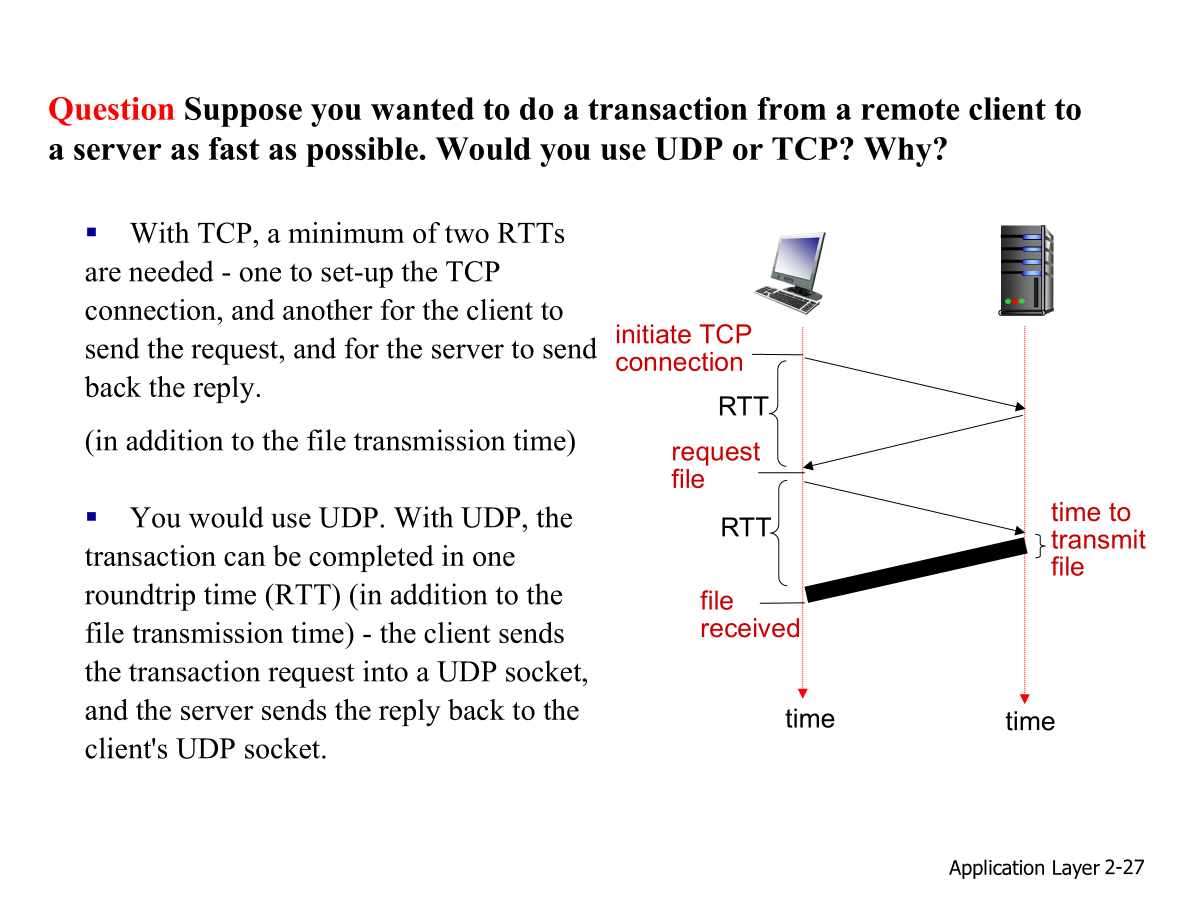 Question Suppose you wanted to do a transaction from a remote client to
a server as fast as possible. Would you use UDP or TCP? Why?
▪ With TCP, a minimum of two RTTs
are needed - one to set-up the TCP
connection, and another for the client to
send the request, and for the server to send
back the reply.
(in addition to the file transmission time)
▪ You would use UDP. With UDP, the
transaction can be completed in one
roundtrip time (RTT) (in addition to the
file transmission time) - the client sends
the transaction request into a UDP socket,
and the server sends the reply back to the
client's UDP socket.
initiate TCP
connection
RTT
request
file
RTT
time to
transmit
file
file
received
time
time
Application Layer 2-27